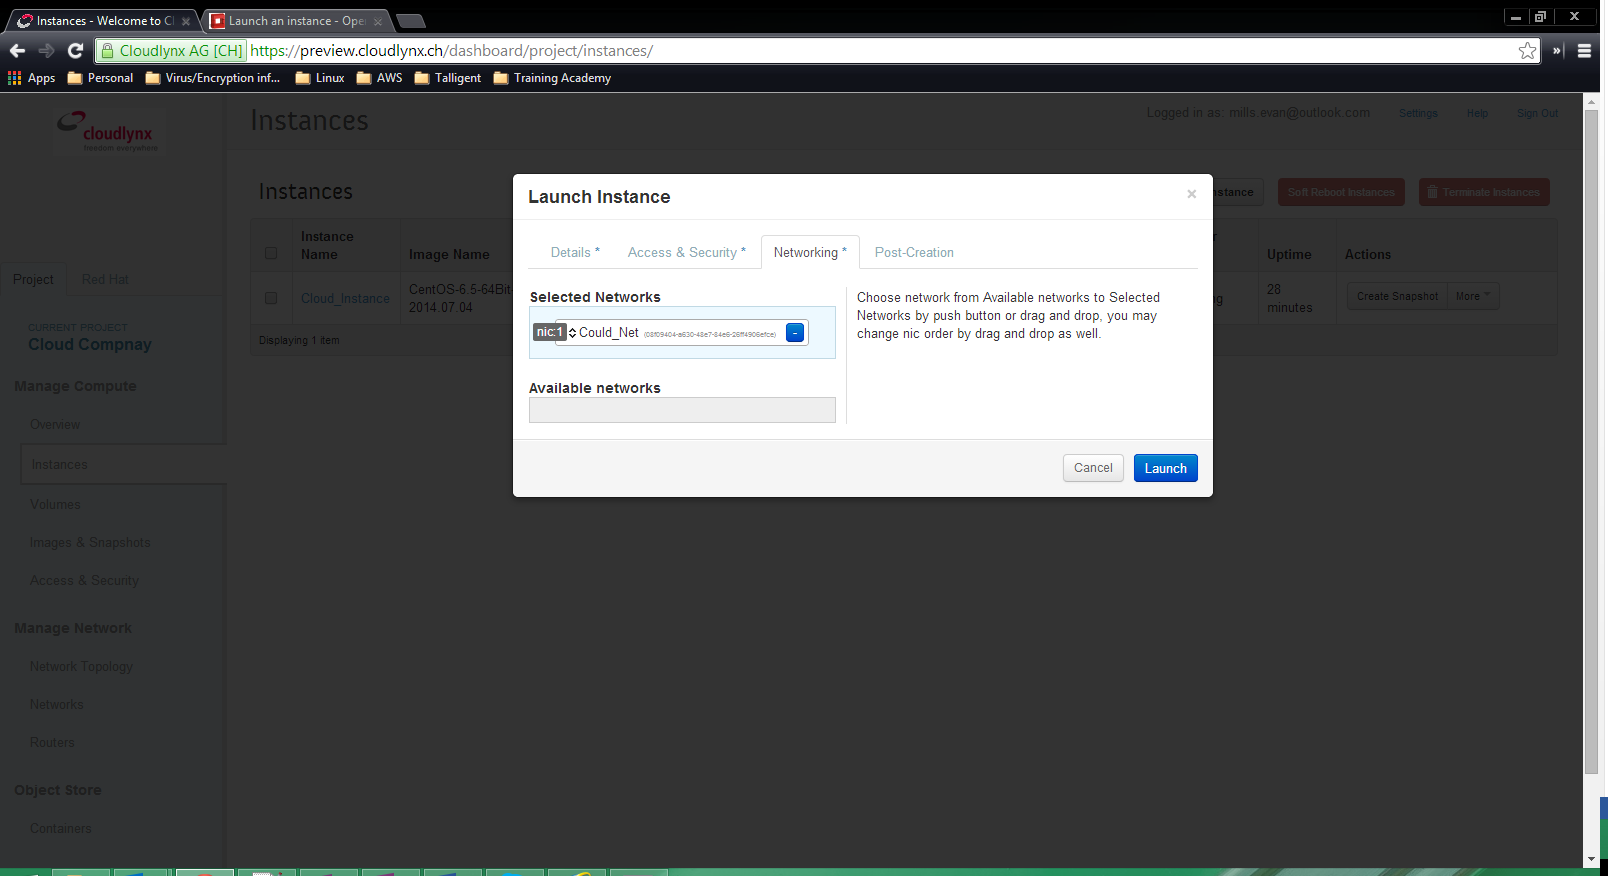 Instances - Welcome to Cl
Launch an instance - Oper
Cloudlynx AG [CH]
https://preview.cloudlynx.ch/dashboard/project/instances/
Apps
Personal
Virus/Encryption inf...
Linux
AWS
Talligent
Training Academy
cloudlynx
freedom everywhere
Instances
Logged in as: mills.evan@outlook.com
Settings
Help
Sign Out
Instances
nstance
Soft Reboot Instances
Terminate Instances
Instance Name
Image Name
Uptime
Actions
Cloud_Instance
CentOS-6.5-64Bit-
2014.07.04
28
minutes
Create Snapshot
More
Displaying 1 item
Project
Red Hat
CURRENT PROJECT
Cloud Compnay
Manage Compute
Overview
Instances
Volumes
Images & Snapshots
Access & Security
Manage Network
Network Topology
Networks
Routers
Object Store
Containers
Launch Instance
×
Details *
Access & Security *
Networking *
Post-Creation
Selected Networks
nic:1
Could_Net
-
Available networks
Choose network from Available networks to Selected
Networks by push button or drag and drop, you may
change nic order by drag and drop as well.
Cancel
Launch